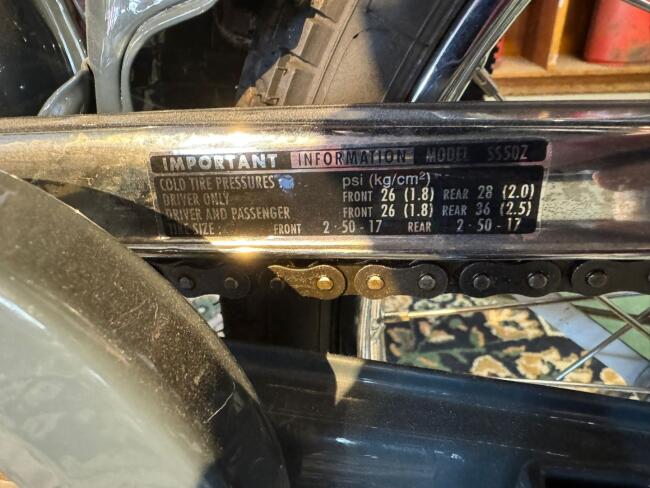 IMPORTANT INFORMATION MODEL SS50Z
COLD TIRE PRESSURES psi (kg/cm²)
DRIVER ONLY FRONT 26 (1.8) REAR 28 (2.0)
DRIVER AND PASSENGER FRONT 26 (1.8) REAR 36 (2.5)
TIRE SIZE : FRONT 2·50-17 REAR 2·50-17